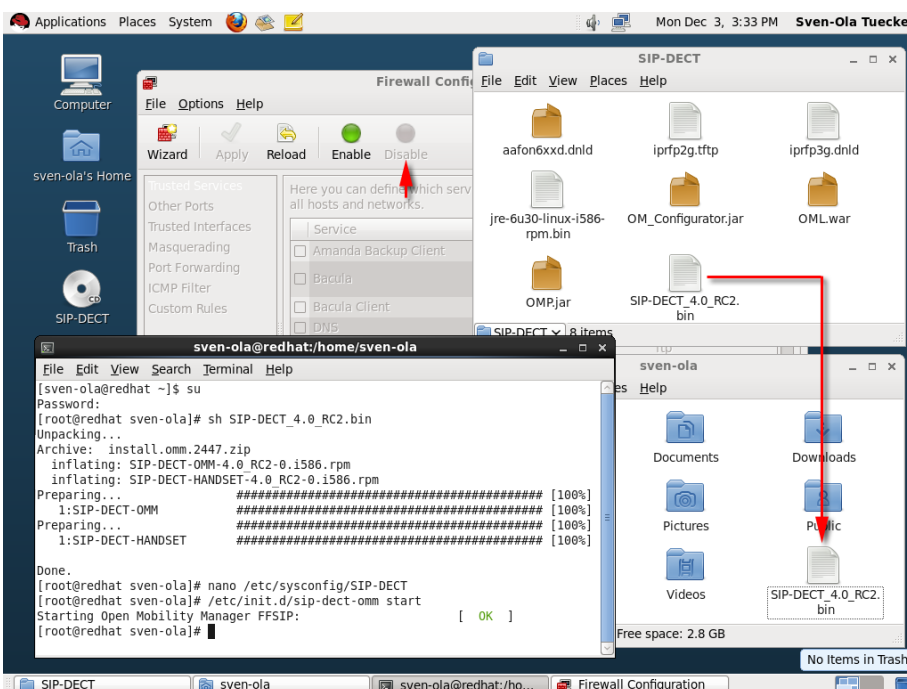 Applications Places System Mon Dec 3, 3:33 PM Sven-Ola Tuecke
Computer
sven-ola's Home
Trash
SIP-DECT
Firewall Config
File Options Help
Wizard Apply Reload Enable Disable
Trusted Services
Other Ports
Trusted Interfaces
Masquerading
Port Forwarding
ICMP Filter
Custom Rules
Here you can define which serv
all hosts and networks.
Service
Amanda Backup Client
Bacula
Bacula Client
DNS
ftp
SIP-DECT
File Edit View Places Help
aafon6xxd.dnld
iprfp2g.tftp
iprfp3g.dnld
jre-6u30-linux-i586-
rpm.bin
OM_Configurator.jar
OML.war
OMP.jar
SIP-DECT_4.0_RC2.
bin
SIP-DECT 8 items
sven-ola@redhat:/home/sven-ola
File Edit View Search Terminal Help
[sven-ola@redhat ~]$ su
Password:
[root@redhat sven-ola]# sh SIP-DECT_4.0_RC2.bin
Unpacking...
Archive: install.omm.2447.zip
inflating: SIP-DECT-OMM-4.0_RC2-0.i586.rpm
inflating: SIP-DECT-HANDSET-4.0_RC2-0.i586.rpm
Preparing... ########################################### [100%]
1:SIP-DECT-OMM ########################################### [100%]
Preparing... ########################################### [100%]
1:SIP-DECT-HANDSET ########################################### [100%]
Done.
[root@redhat sven-ola]# nano /etc/sysconfig/SIP-DECT
[root@redhat sven-ola]# /etc/init.d/sip-dect-omm start
Starting Open Mobility Manager FFSIP: [ OK ]
[root@redhat sven-ola]#
sven-ola
es Help
Documents
Downloads
Pictures
Public
Videos
SIP-DECT_4.0_RC2.
bin
Free space: 2.8 GB
No Items in Trash
SIP-DECT sven-ola sven-ola@redhat:/ho... Firewall Configuration